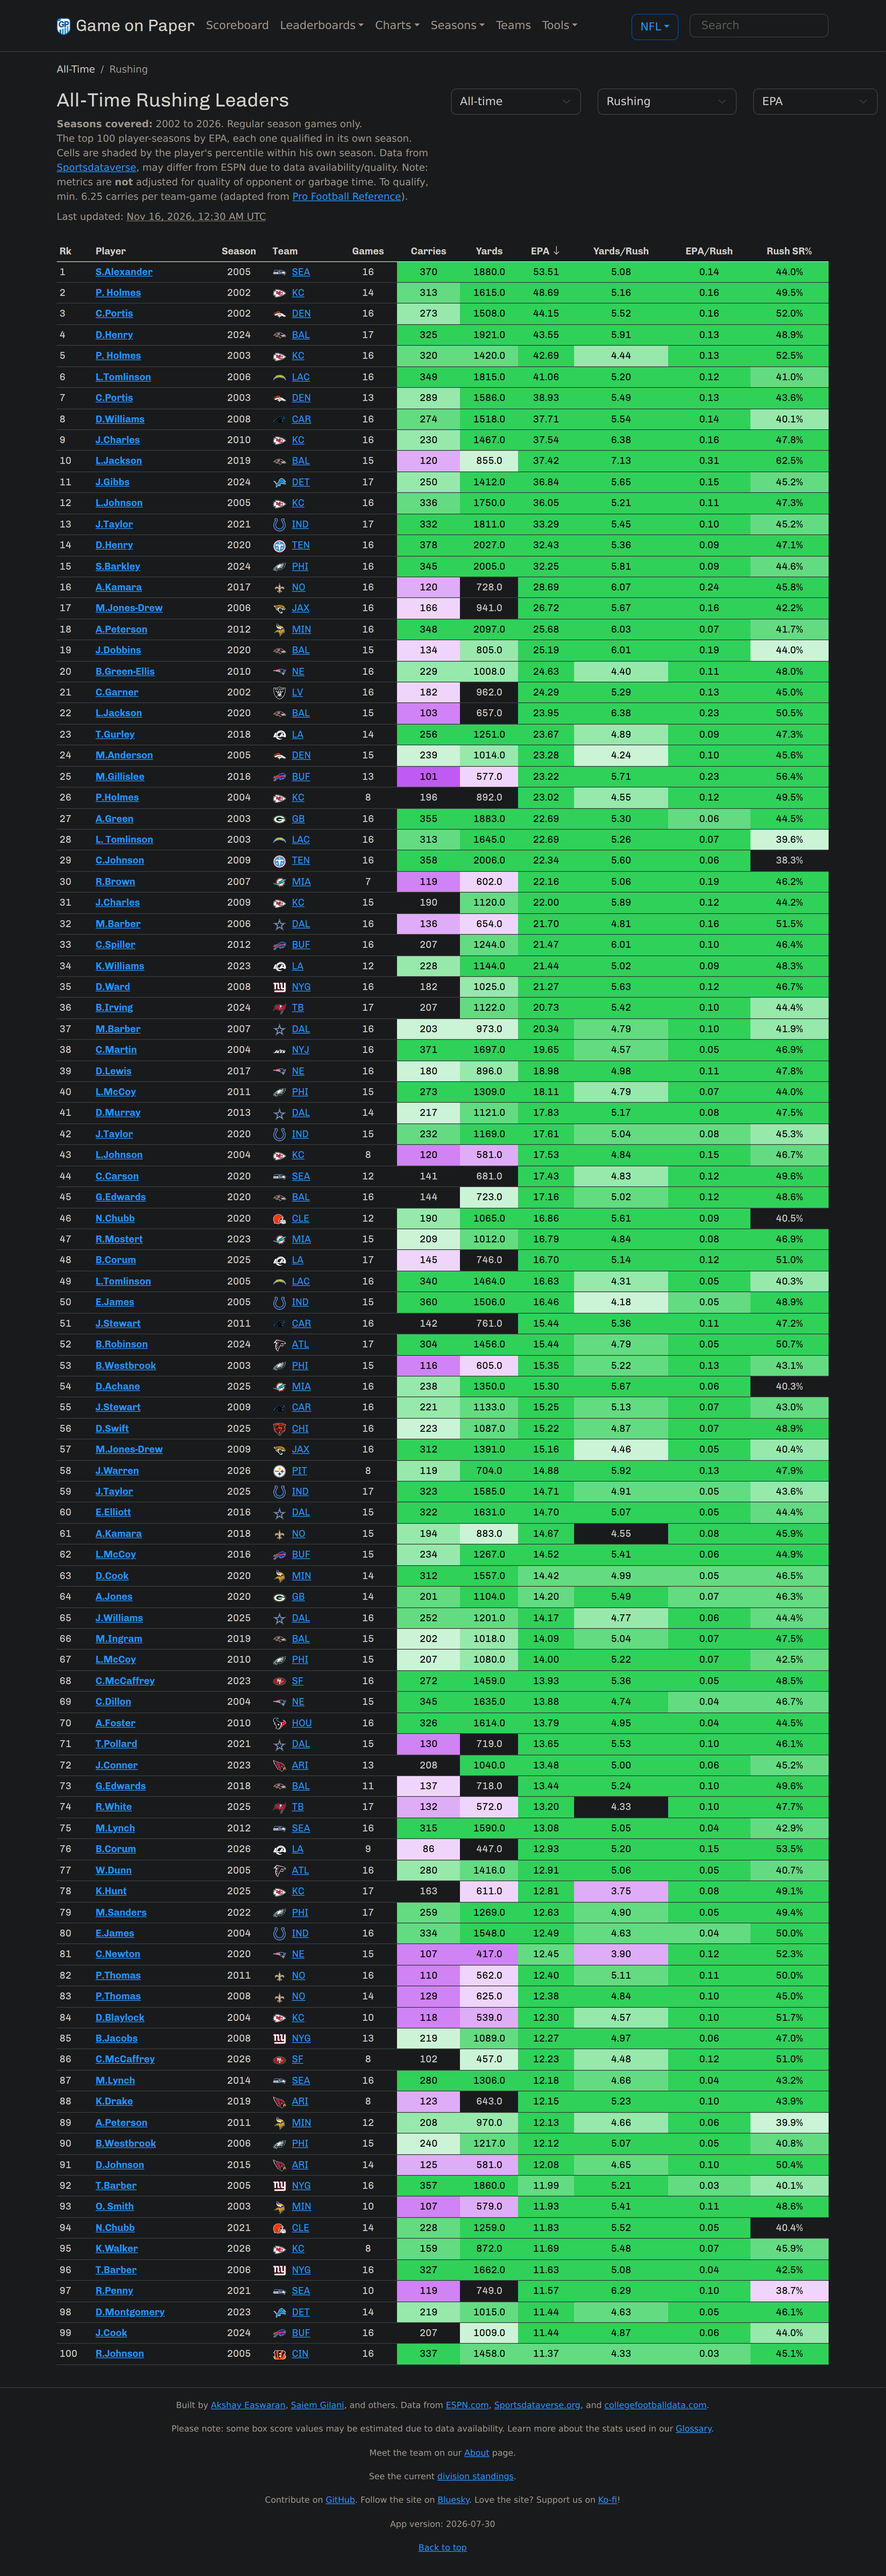 Game on Paper Scoreboard Leaderboards Charts Seasons Teams Tools NFL Search
All-Time / Rushing
All-Time Rushing Leaders
All-time Rushing EPA
Seasons covered: 2002 to 2026. Regular season games only.
The top 100 player-seasons by EPA, each one qualified in its own season.
Cells are shaded by the player's percentile within his own season. Data from
Sportsdataverse, may differ from ESPN due to data availability/quality. Note:
metrics are not adjusted for quality of opponent or garbage time. To qualify,
min. 6.25 carries per team-game (adapted from Pro Football Reference).
Last updated: Nov 16, 2026, 12:30 AM UTC
Rk Player Season Team Games Carries Yards EPA ↓ Yards/Rush EPA/Rush Rush SR%
1 S.Alexander 2005 SEA 16 370 1880.0 53.51 5.08 0.14 44.0%
2 P. Holmes 2002 KC 14 313 1615.0 48.69 5.16 0.16 49.5%
3 C.Portis 2002 DEN 16 273 1508.0 44.15 5.52 0.16 52.0%
4 D.Henry 2024 BAL 17 325 1921.0 43.55 5.91 0.13 48.9%
5 P. Holmes 2003 KC 16 320 1420.0 42.69 4.44 0.13 52.5%
6 L.Tomlinson 2006 LAC 16 349 1815.0 41.06 5.20 0.12 41.0%
7 C.Portis 2003 DEN 13 289 1586.0 38.93 5.49 0.13 43.6%
8 D.Williams 2008 CAR 16 274 1518.0 37.71 5.54 0.14 40.1%
9 J.Charles 2010 KC 16 230 1467.0 37.54 6.38 0.16 47.8%
10 L.Jackson 2019 BAL 15 120 855.0 37.42 7.13 0.31 62.5%
11 J.Gibbs 2024 DET 17 250 1412.0 36.84 5.65 0.15 45.2%
12 L.Johnson 2005 KC 16 336 1750.0 36.05 5.21 0.11 47.3%
13 J.Taylor 2021 IND 17 332 1811.0 33.29 5.45 0.10 45.2%
14 D.Henry 2020 TEN 16 378 2027.0 32.43 5.36 0.09 47.1%
15 S.Barkley 2024 PHI 16 345 2005.0 32.25 5.81 0.09 44.6%
16 A.Kamara 2017 NO 16 120 728.0 28.69 6.07 0.24 45.8%
17 M.Jones-Drew 2006 JAX 16 166 941.0 26.72 5.67 0.16 42.2%
18 A.Peterson 2012 MIN 16 348 2097.0 25.68 6.03 0.07 41.7%
19 J.Dobbins 2020 BAL 15 134 805.0 25.19 6.01 0.19 44.0%
20 B.Green-Ellis 2010 NE 16 229 1008.0 24.63 4.40 0.11 48.0%
21 C.Garner 2002 LV 16 182 962.0 24.29 5.29 0.13 45.0%
22 L.Jackson 2020 BAL 15 103 657.0 23.95 6.38 0.23 50.5%
23 T.Gurley 2018 LA 14 256 1251.0 23.67 4.89 0.09 47.3%
24 M.Anderson 2005 DEN 15 239 1014.0 23.28 4.24 0.10 45.6%
25 M.Gillislee 2016 BUF 13 101 577.0 23.22 5.71 0.23 56.4%
26 P.Holmes 2004 KC 8 196 892.0 23.02 4.55 0.12 49.5%
27 A.Green 2003 GB 16 355 1883.0 22.69 5.30 0.06 44.5%
28 L. Tomlinson 2003 LAC 16 313 1645.0 22.69 5.26 0.07 39.6%
29 C.Johnson 2009 TEN 16 358 2006.0 22.34 5.60 0.06 38.3%
30 R.Brown 2007 MIA 7 119 602.0 22.16 5.06 0.19 46.2%
31 J.Charles 2009 KC 15 190 1120.0 22.00 5.89 0.12 44.2%
32 M.Barber 2006 DAL 16 136 654.0 21.70 4.81 0.16 51.5%
33 C.Spiller 2012 BUF 16 207 1244.0 21.47 6.01 0.10 46.4%
34 K.Williams 2023 LA 12 228 1144.0 21.44 5.02 0.09 48.3%
35 D.Ward 2008 NYG 16 182 1025.0 21.27 5.63 0.12 46.7%
36 B.Irving 2024 TB 17 207 1122.0 20.73 5.42 0.10 44.4%
37 M.Barber 2007 DAL 16 203 973.0 20.34 4.79 0.10 41.9%
38 C.Martin 2004 NYJ 16 371 1697.0 19.65 4.57 0.05 46.9%
39 D.Lewis 2017 NE 16 180 896.0 18.98 4.98 0.11 47.8%
40 L.McCoy 2011 PHI 15 273 1309.0 18.11 4.79 0.07 44.0%
41 D.Murray 2013 DAL 14 217 1121.0 17.83 5.17 0.08 47.5%
42 J.Taylor 2020 IND 15 232 1169.0 17.61 5.04 0.08 45.3%
43 L.Johnson 2004 KC 8 120 581.0 17.53 4.84 0.15 46.7%
44 C.Carson 2020 SEA 12 141 681.0 17.43 4.83 0.12 49.6%
45 G.Edwards 2020 BAL 16 144 723.0 17.16 5.02 0.12 48.6%
46 N.Chubb 2020 CLE 12 190 1065.0 16.86 5.61 0.09 40.5%
47 R.Mostert 2023 MIA 15 209 1012.0 16.79 4.84 0.08 46.9%
48 B.Corum 2025 LA 17 145 746.0 16.70 5.14 0.12 51.0%
49 L.Tomlinson 2005 LAC 16 340 1464.0 16.63 4.31 0.05 40.3%
50 E.James 2005 IND 15 360 1506.0 16.46 4.18 0.05 48.9%
51 J.Stewart 2011 CAR 16 142 761.0 15.44 5.36 0.11 47.2%
52 B.Robinson 2024 ATL 17 304 1456.0 15.44 4.79 0.05 50.7%
53 B.Westbrook 2003 PHI 15 116 605.0 15.35 5.22 0.13 43.1%
54 D.Achane 2025 MIA 16 238 1350.0 15.30 5.67 0.06 40.3%
55 J.Stewart 2009 CAR 16 221 1133.0 15.25 5.13 0.07 43.0%
56 D.Swift 2025 CHI 16 223 1087.0 15.22 4.87 0.07 48.9%
57 M.Jones-Drew 2009 JAX 16 312 1391.0 15.16 4.46 0.05 40.4%
58 J.Warren 2026 PIT 8 119 704.0 14.88 5.92 0.13 47.9%
59 J.Taylor 2025 IND 17 323 1585.0 14.71 4.91 0.05 43.6%
60 E.Elliott 2016 DAL 15 322 1631.0 14.70 5.07 0.05 44.4%
61 A.Kamara 2018 NO 15 194 883.0 14.67 4.55 0.08 45.9%
62 L.McCoy 2016 BUF 15 234 1267.0 14.52 5.41 0.06 44.9%
63 D.Cook 2020 MIN 14 312 1557.0 14.42 4.99 0.05 46.5%
64 A.Jones 2020 GB 14 201 1104.0 14.20 5.49 0.07 46.3%
65 J.Williams 2025 DAL 16 252 1201.0 14.17 4.77 0.06 44.4%
66 M.Ingram 2019 BAL 15 202 1018.0 14.09 5.04 0.07 47.5%
67 L.McCoy 2010 PHI 15 207 1080.0 14.00 5.22 0.07 42.5%
68 C.McCaffrey 2023 SF 16 272 1459.0 13.93 5.36 0.05 48.5%
69 C.Dillon 2004 NE 15 345 1635.0 13.88 4.74 0.04 46.7%
70 A.Foster 2010 HOU 16 326 1614.0 13.79 4.95 0.04 44.5%
71 T.Pollard 2021 DAL 15 130 719.0 13.65 5.53 0.10 46.1%
72 J.Conner 2023 ARI 13 208 1040.0 13.48 5.00 0.06 45.2%
73 G.Edwards 2018 BAL 11 137 718.0 13.44 5.24 0.10 49.6%
74 R.White 2025 TB 17 132 572.0 13.20 4.33 0.10 47.7%
75 M.Lynch 2012 SEA 16 315 1590.0 13.08 5.05 0.04 42.9%
76 B.Corum 2026 LA 9 86 447.0 12.93 5.20 0.15 53.5%
77 W.Dunn 2005 ATL 16 280 1416.0 12.91 5.06 0.05 40.7%
78 K.Hunt 2025 KC 17 163 611.0 12.81 3.75 0.08 49.1%
79 M.Sanders 2022 PHI 17 259 1269.0 12.63 4.90 0.05 49.4%
80 E.James 2004 IND 16 334 1548.0 12.49 4.63 0.04 50.0%
81 C.Newton 2020 NE 15 107 417.0 12.45 3.90 0.12 52.3%
82 P.Thomas 2011 NO 16 110 562.0 12.40 5.11 0.11 50.0%
83 P.Thomas 2008 NO 14 129 625.0 12.38 4.84 0.10 45.0%
84 D.Blaylock 2004 KC 10 118 539.0 12.30 4.57 0.10 51.7%
85 B.Jacobs 2008 NYG 13 219 1089.0 12.27 4.97 0.06 47.0%
86 C.McCaffrey 2026 SF 8 102 457.0 12.23 4.48 0.12 51.0%
87 M.Lynch 2014 SEA 16 280 1306.0 12.18 4.66 0.04 43.2%
88 K.Drake 2019 ARI 8 123 643.0 12.15 5.23 0.10 43.9%
89 A.Peterson 2011 MIN 12 208 970.0 12.13 4.66 0.06 39.9%
90 B.Westbrook 2006 PHI 15 240 1217.0 12.12 5.07 0.05 40.8%
91 D.Johnson 2015 ARI 14 125 581.0 12.08 4.65 0.10 50.4%
92 T.Barber 2005 NYG 16 357 1860.0 11.99 5.21 0.03 40.1%
93 O. Smith 2003 MIN 10 107 579.0 11.93 5.41 0.11 48.6%
94 N.Chubb 2021 CLE 14 228 1259.0 11.83 5.52 0.05 40.4%
95 K.Walker 2026 KC 8 159 872.0 11.69 5.48 0.07 45.9%
96 T.Barber 2006 NYG 16 327 1662.0 11.63 5.08 0.04 42.5%
97 R.Penny 2021 SEA 10 119 749.0 11.57 6.29 0.10 38.7%
98 D.Montgomery 2023 DET 14 219 1015.0 11.44 4.63 0.05 46.1%
99 J.Cook 2024 BUF 16 207 1009.0 11.44 4.87 0.06 44.0%
100 R.Johnson 2005 CIN 16 337 1458.0 11.37 4.33 0.03 45.1%
Built by Akshay Easwaran, Saiem Gilani, and others. Data from ESPN.com, Sportsdataverse.org, and collegefootballdata.com.
Please note: some box score values may be estimated due to data availability. Learn more about the stats used in our Glossary.
Meet the team on our About page.
See the current division standings.
Contribute on GitHub. Follow the site on Bluesky. Love the site? Support us on Ko-fi!
App version: 2026-07-30
Back to top